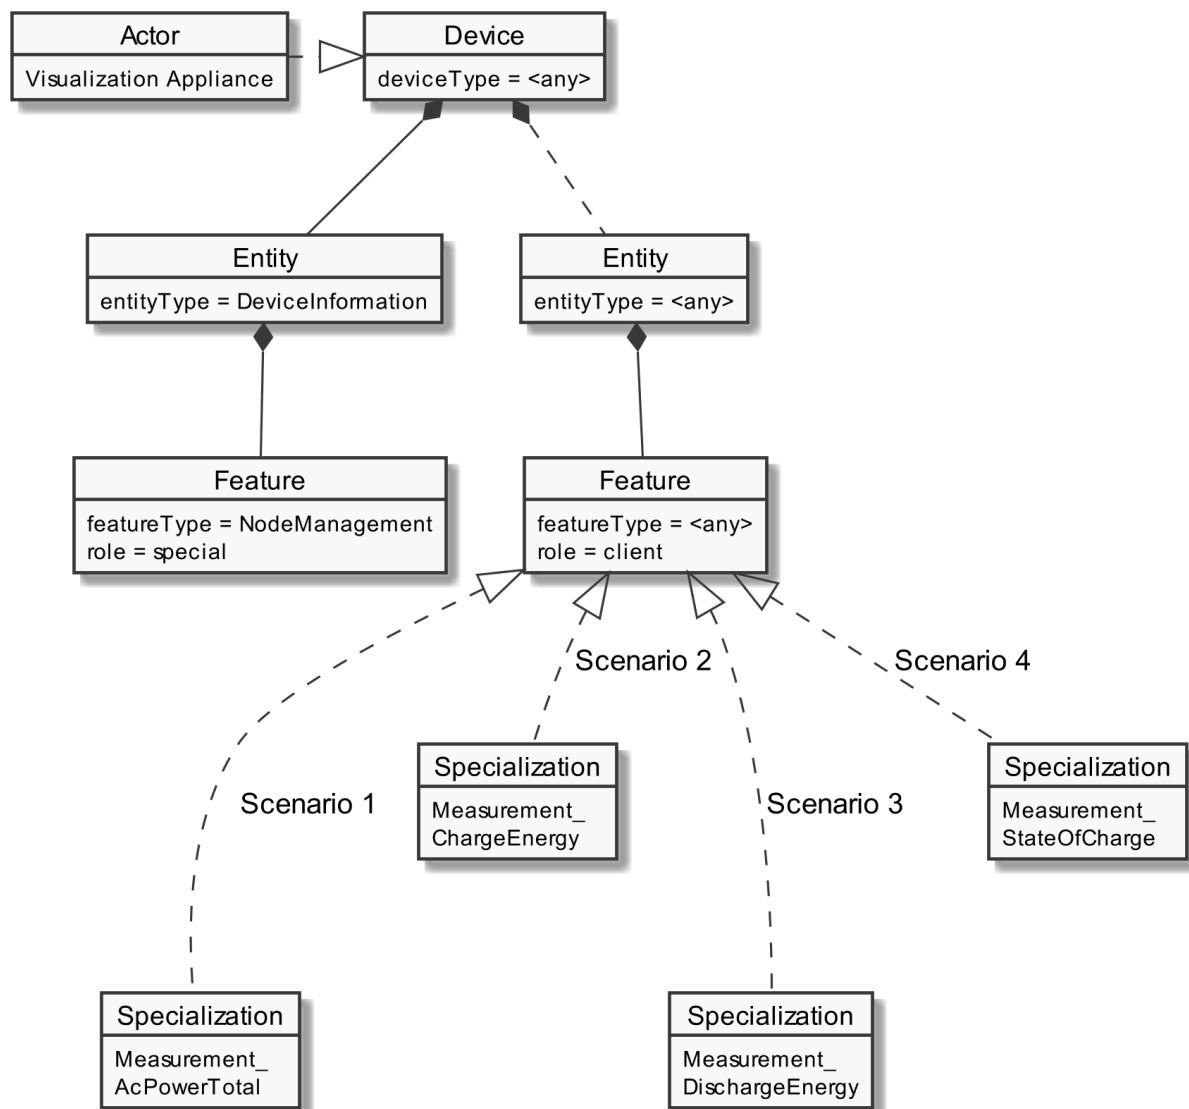 Actor
Visualization Appliance
Device
deviceType = <any>
Entity
entityType = DeviceInformation
Entity
entityType = <any>
Feature
featureType = NodeManagement
role = special
Feature
featureType = <any>
role = client
Scenario 2
Scenario 4
Specialization
Measurement_
ChargeEnergy
Specialization
Measurement_
StateOfCharge
Scenario 1
Scenario 3
Specialization
Measurement_
AcPowerTotal
Specialization
Measurement_
DischargeEnergy